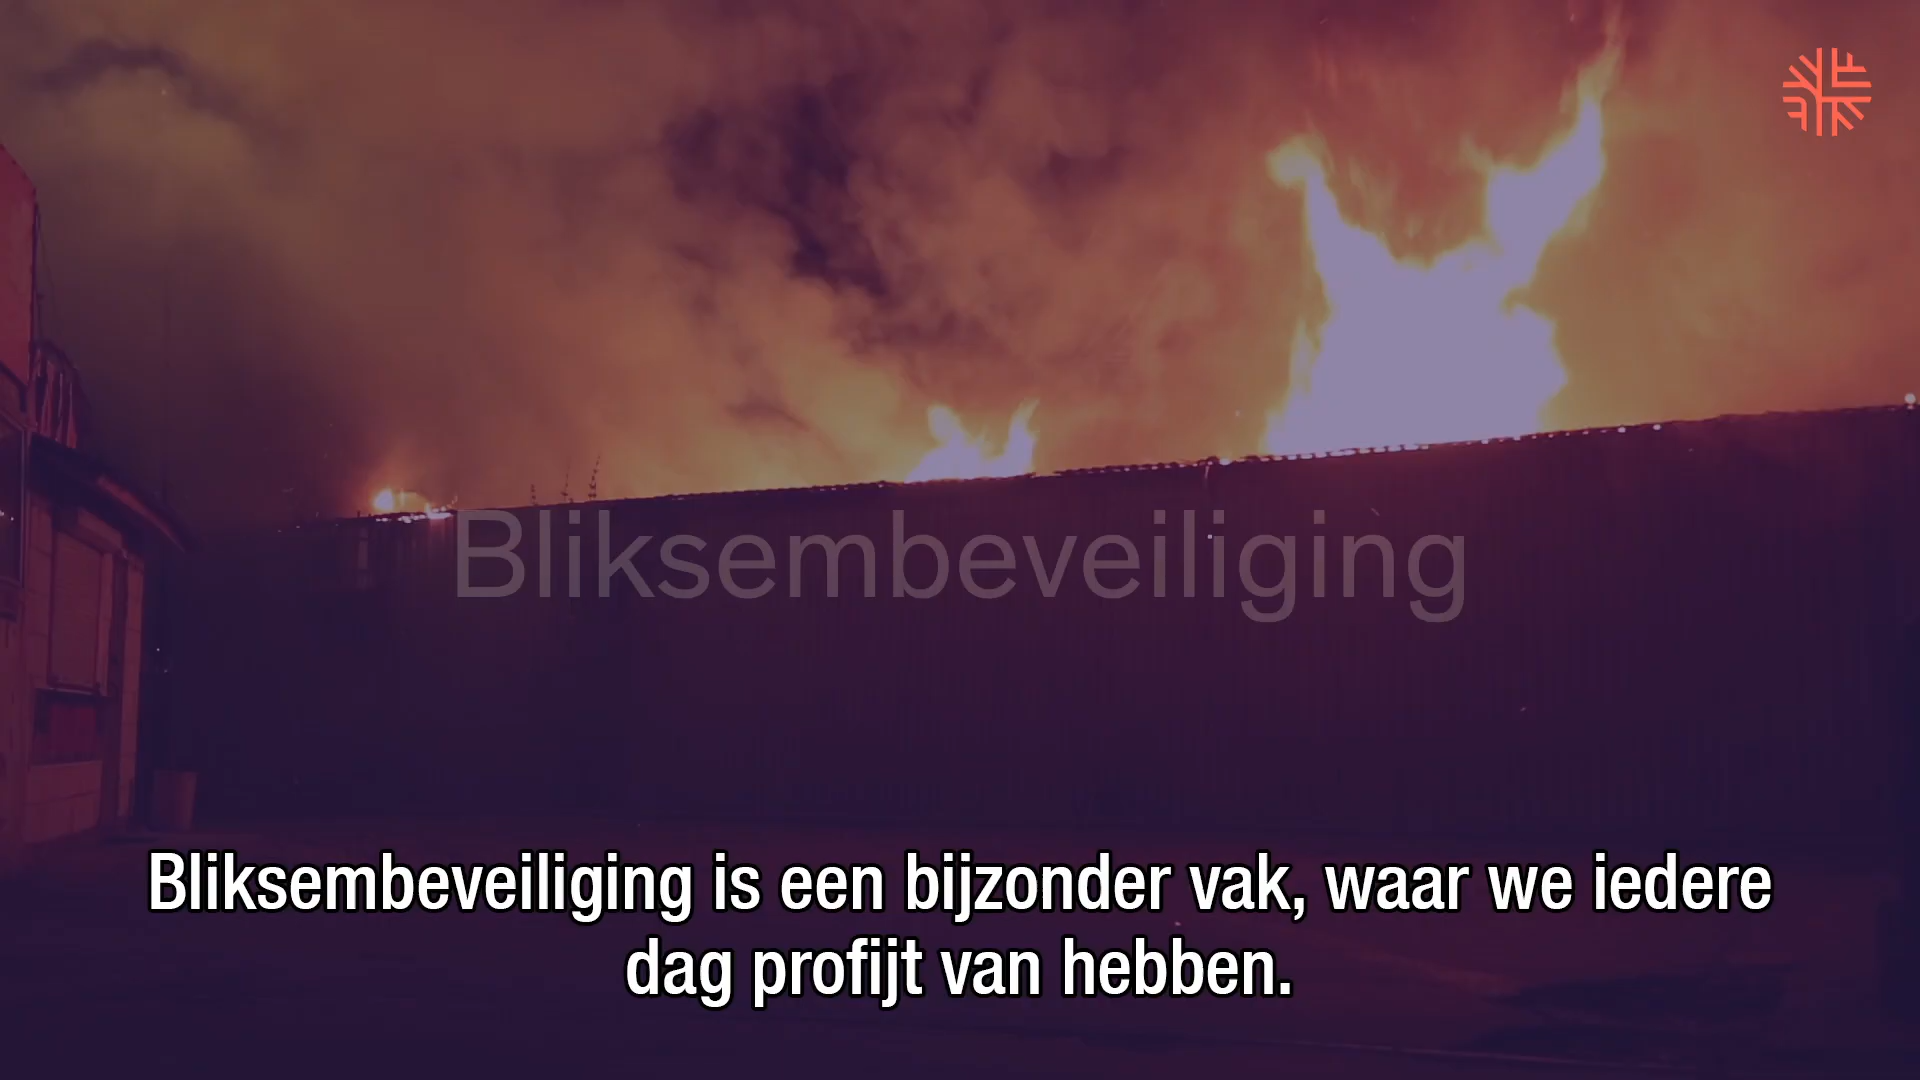 Bliksembeveiliging
Bliksembeveiliging is een bijzonder vak, waar we iedere
dag profijt van hebben.